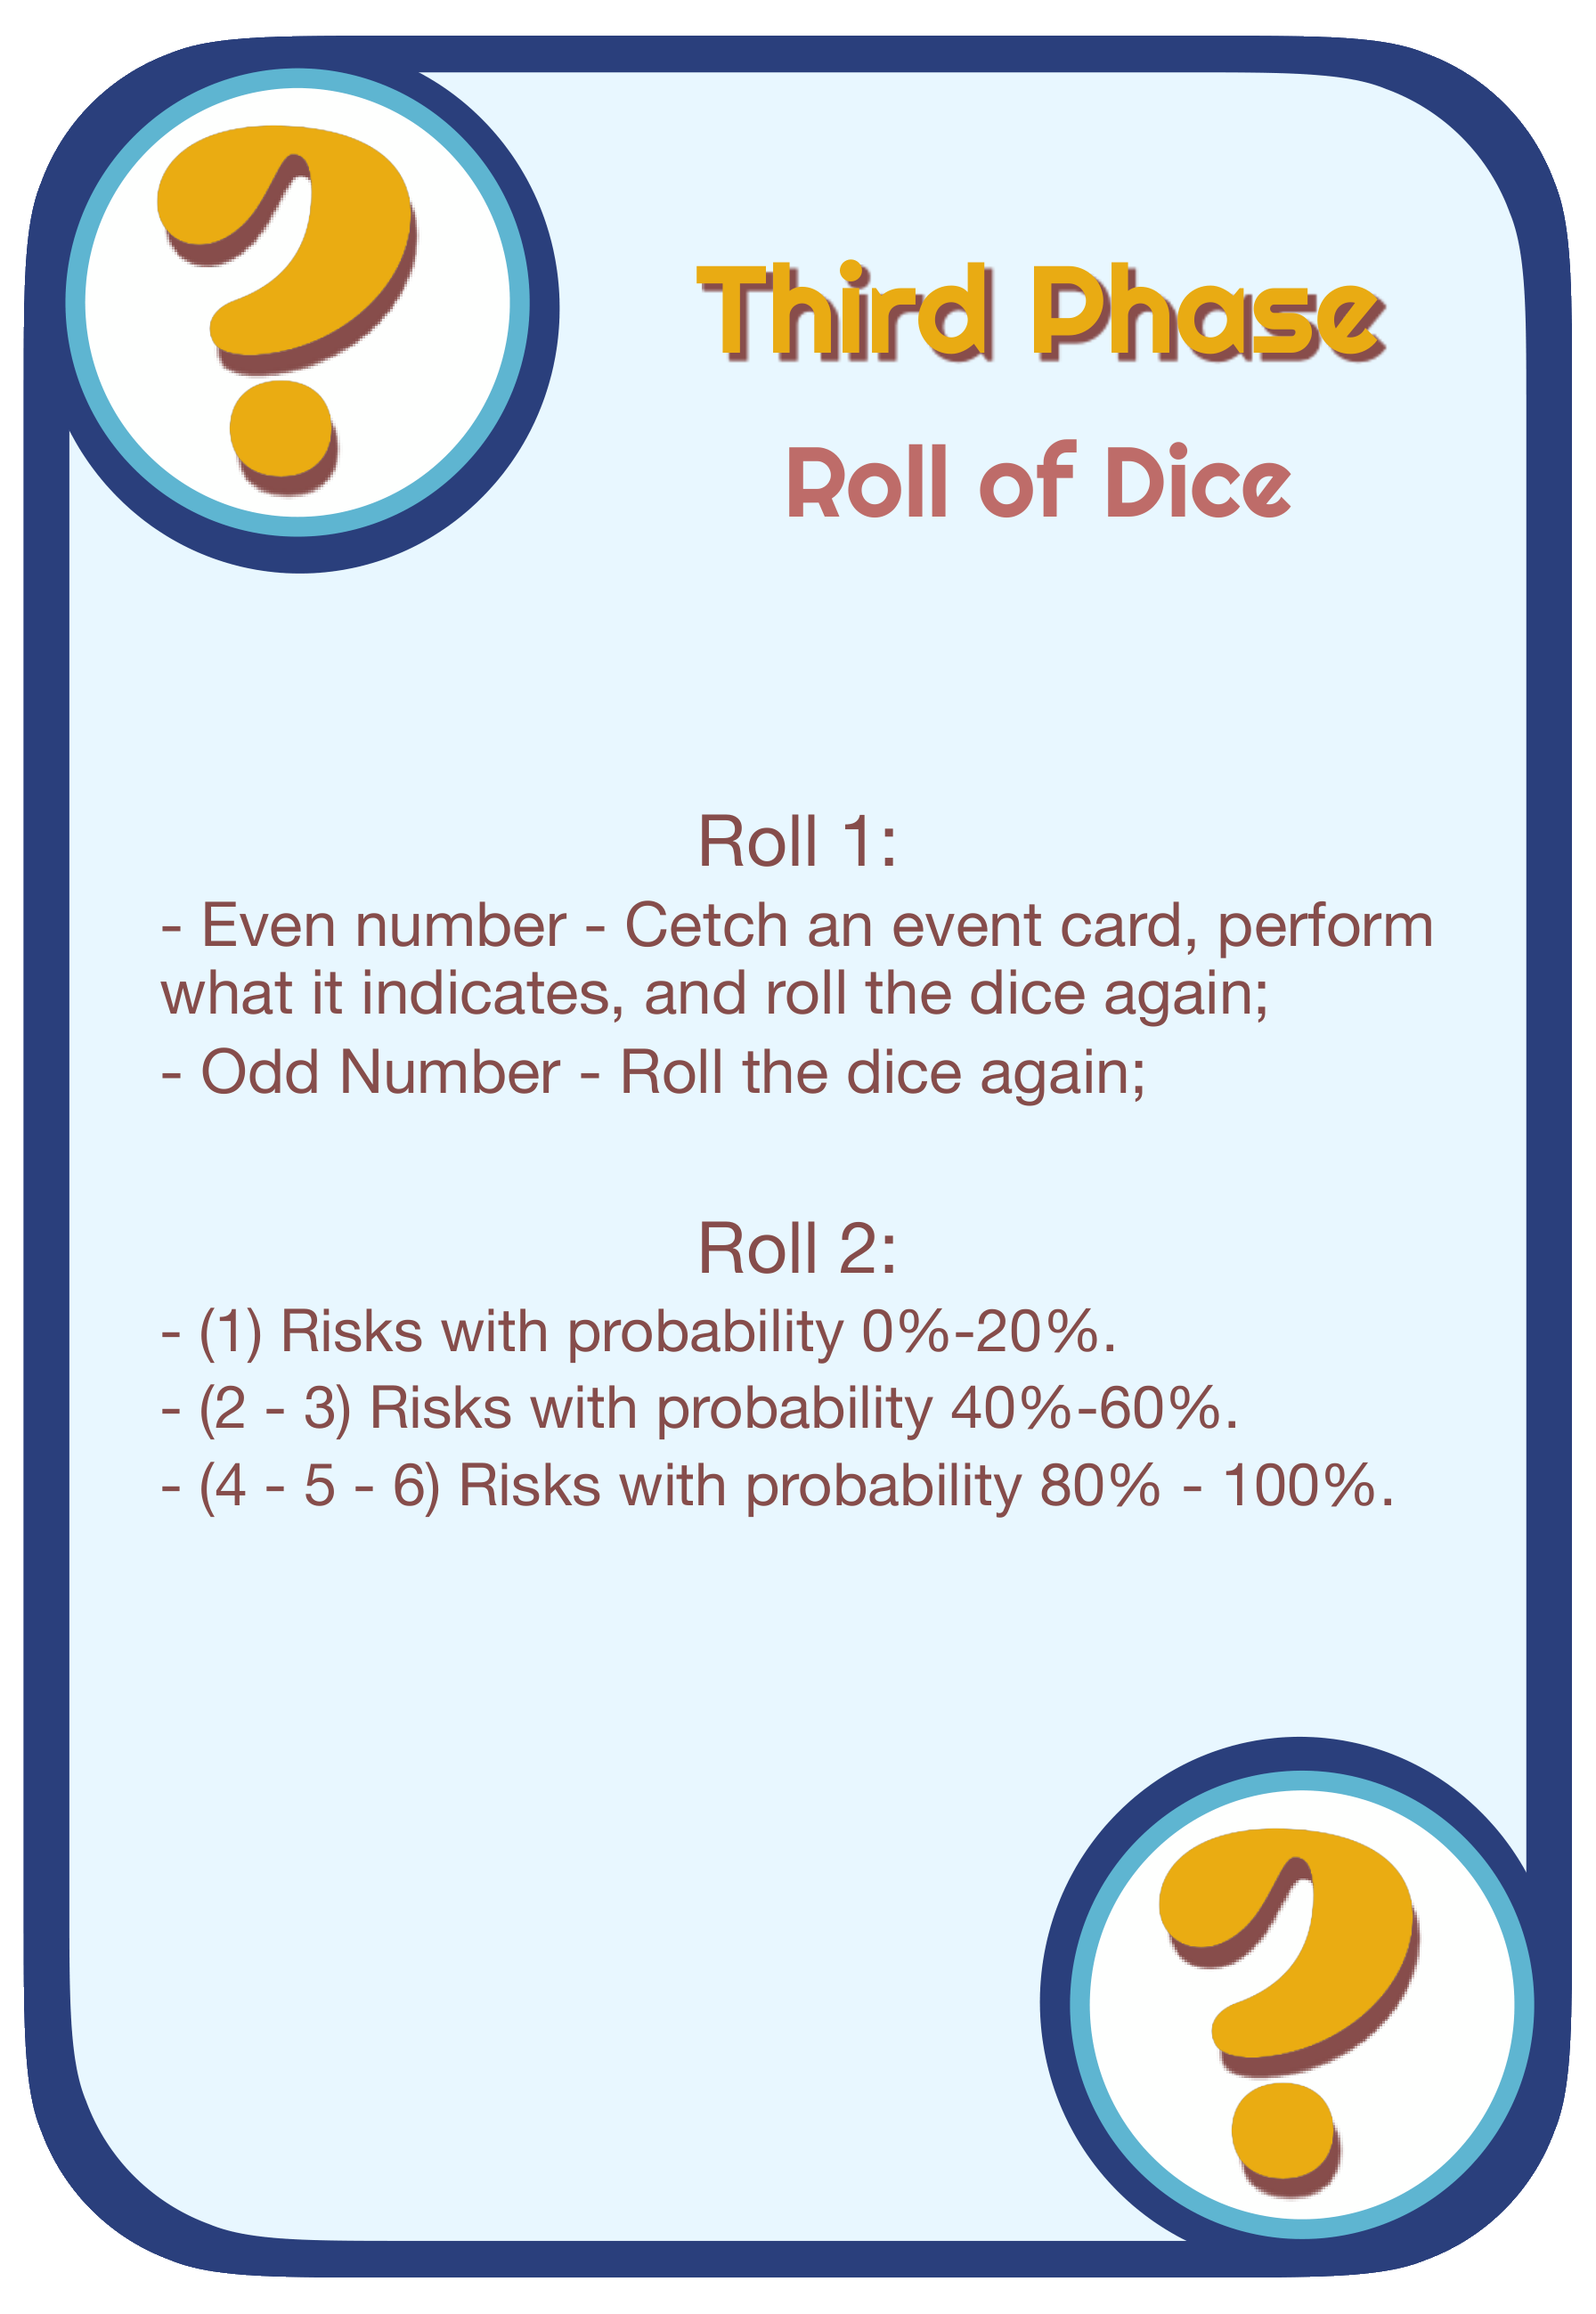 ?
Third Phase
Roll of Dice
Roll 1:
- Even number - Cetch an event card, perform
what it indicates, and roll the dice again;
- Odd Number - Roll the dice again;
Roll 2:
- (1) Risks with probability 0%-20%.
- (2 - 3) Risks with probability 40%-60%.
- (4 - 5 - 6) Risks with probability 80% - 100%.
?